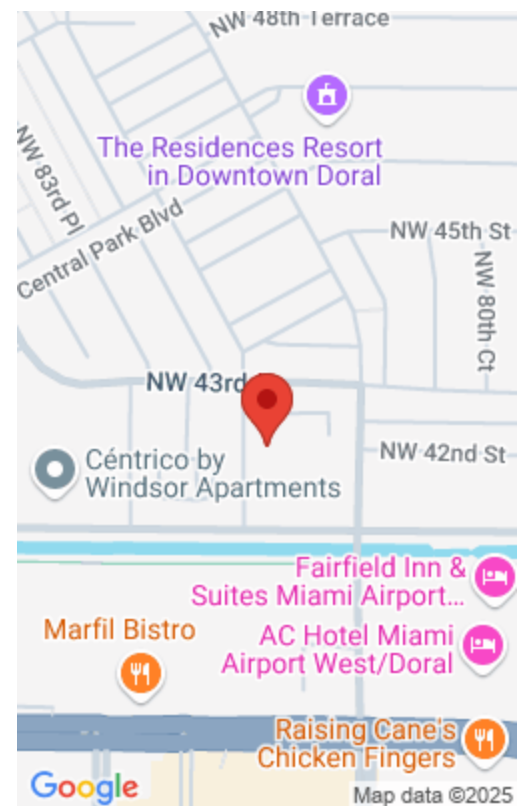 NW 48th Terrace
The Residences Resort
in Downtown Doral
NW 83rd Pl
Central Park Blvd
NW 45th St
NW 80th Ct
NW 43rd
NW 42nd St
Céntrico by
Windsor Apartments
Fairfield Inn &
Suites Miami Airport...
Marfil Bistro
AC Hotel Miami
Airport West/Doral
Raising Cane's
Chicken Fingers
Google
Map data ©2025